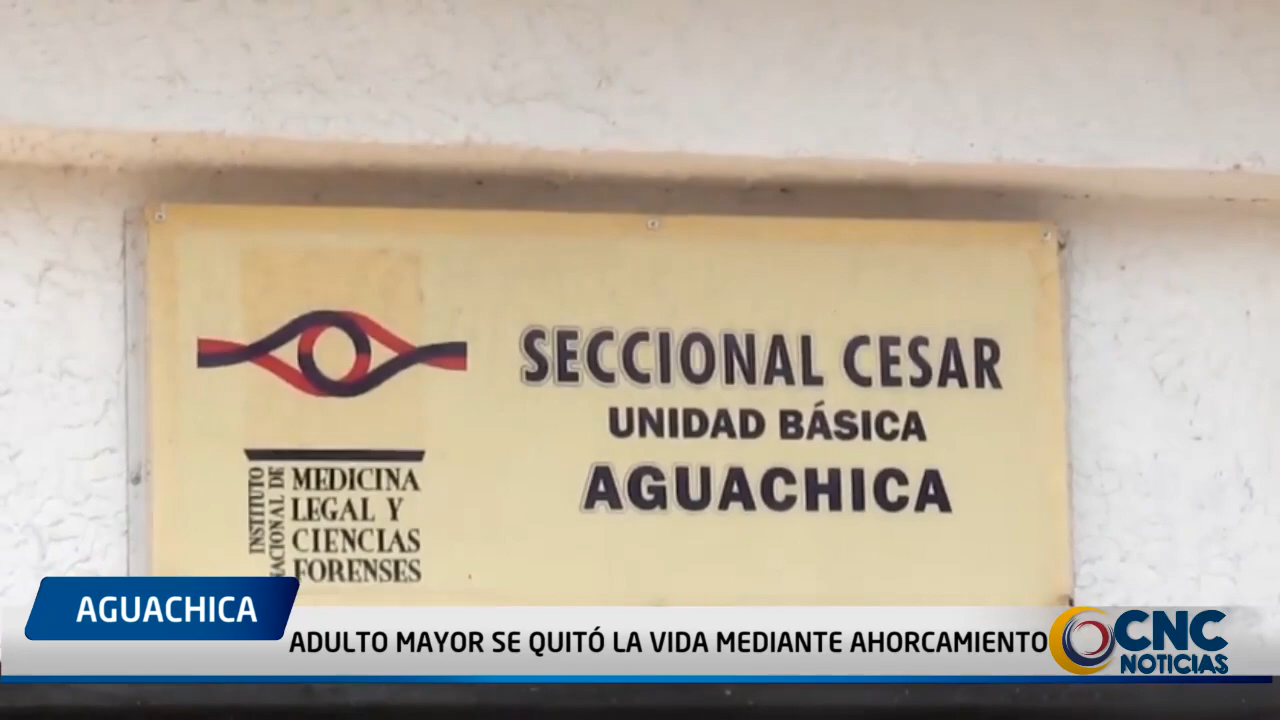 SECCIONAL CESAR
UNIDAD BÁSICA
AGUACHICA
INSTITUTO
NACIONAL DE
MEDICINA
LEGAL Y
CIENCIAS
FORENSES
AGUACHICA
ADULTO MAYOR SE QUITÓ LA VIDA MEDIANTE AHORCAMIENTO
CNC
NOTICIAS